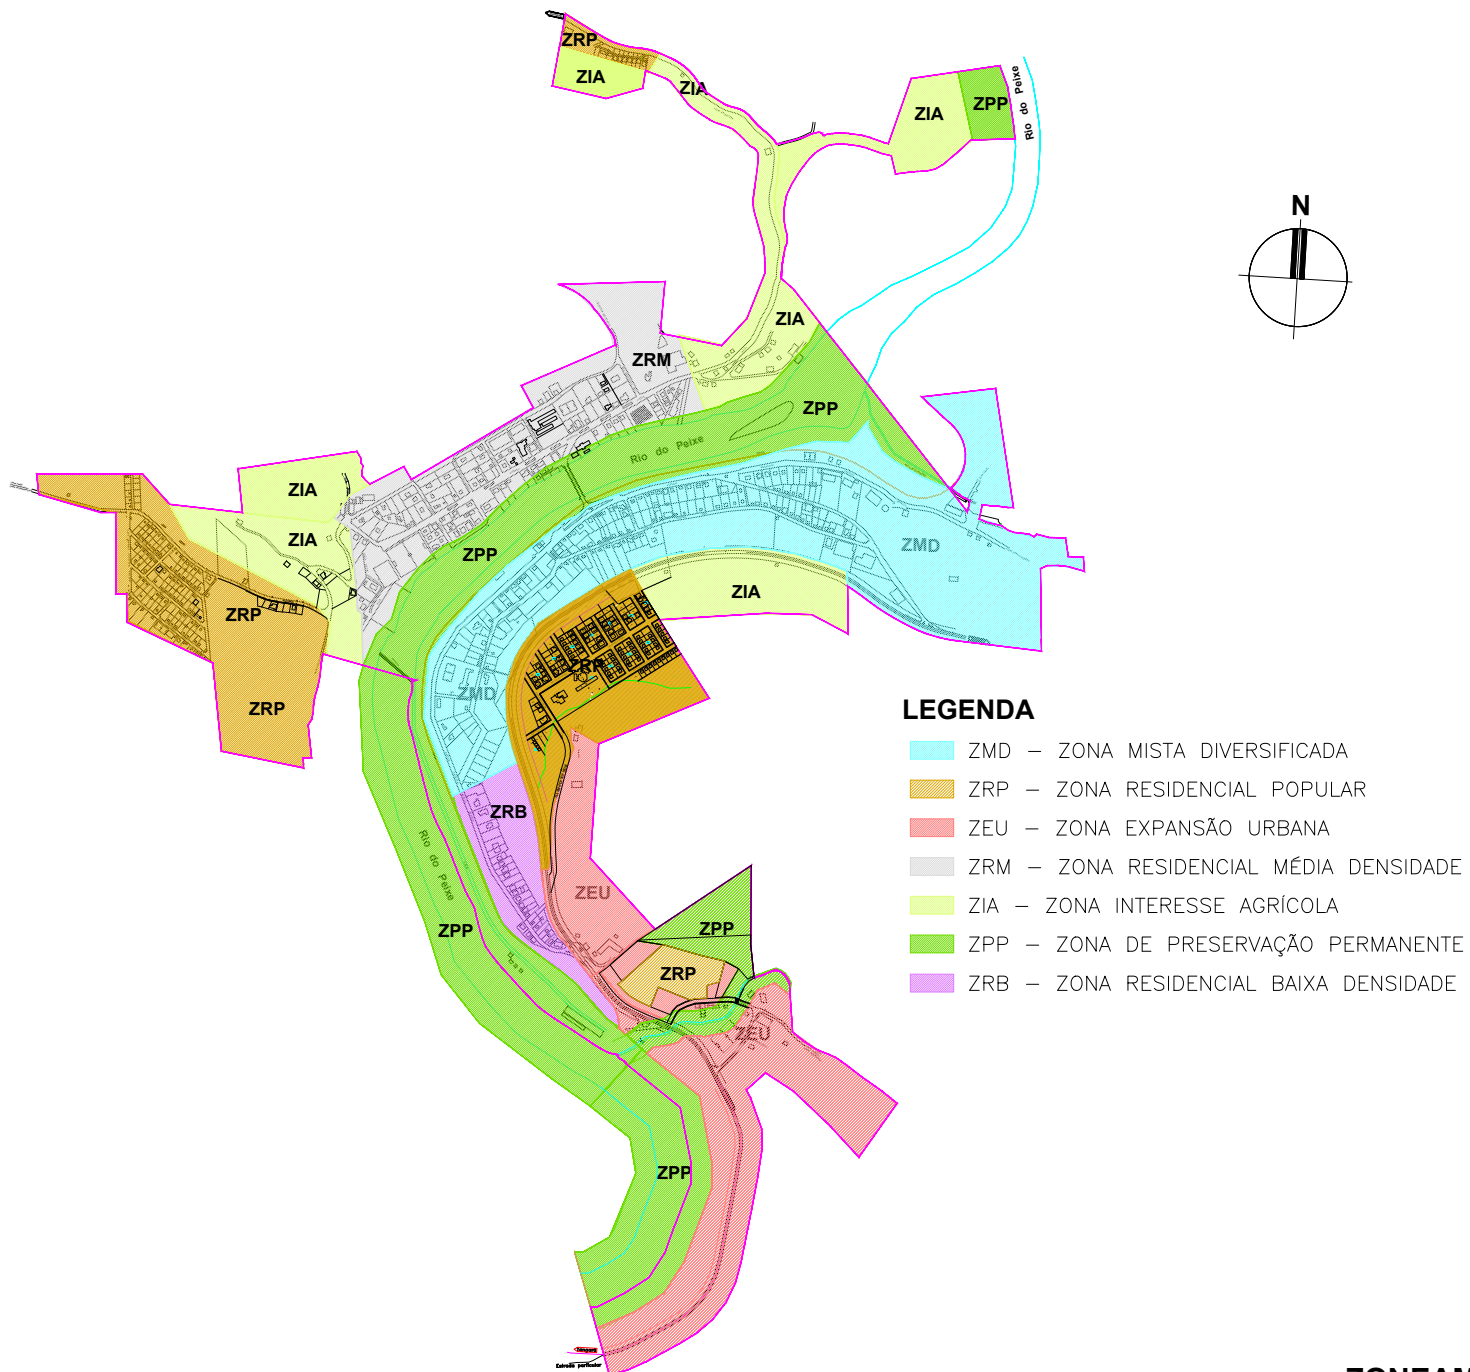 ZRP
ZIA
ZIA
ZIA
ZPP
Rio do Peixe
N
ZIA
ZRM
ZPP
Rio do Peixe
ZIA
ZIA
ZPP
ZMD
ZIA
ZRP
ZRP
ZMD
ZRP
LEGENDA
ZMD – ZONA MISTA DIVERSIFICADA
ZRP – ZONA RESIDENCIAL POPULAR
ZEU – ZONA EXPANSÃO URBANA
ZRM – ZONA RESIDENCIAL MÉDIA DENSIDADE
ZIA – ZONA INTERESSE AGRÍCOLA
ZPP – ZONA DE PRESERVAÇÃO PERMANENTE
ZRB – ZONA RESIDENCIAL BAIXA DENSIDADE
ZRB
Rio do Peixe
ZEU
ZPP
ZPP
ZRP
ZEU
ZPP
Estrada particular